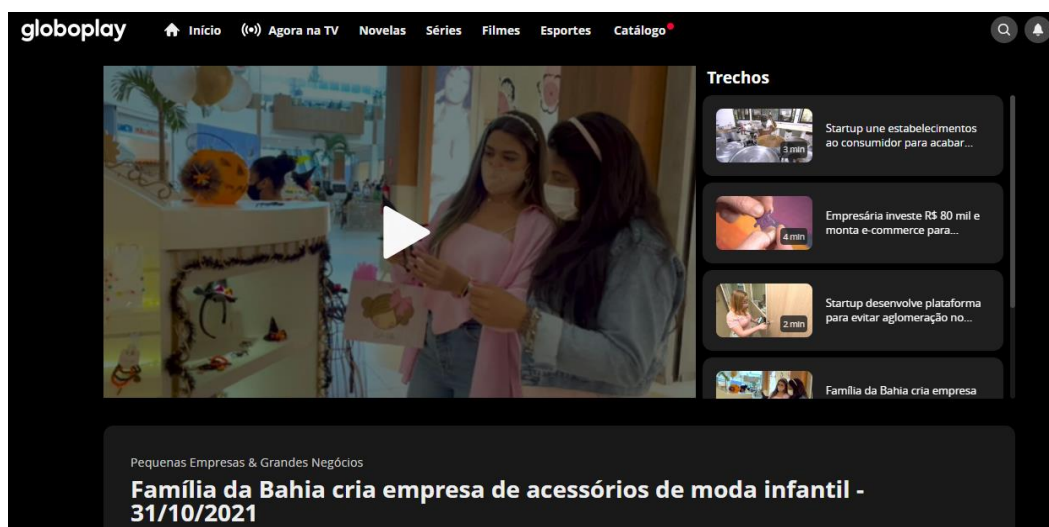 globoplay
Início
Agora na TV
Novelas
Séries
Filmes
Esportes
Catálogo
Trechos
3 min
Startup une estabelecimentos
ao consumidor para acabar...
4 min
Empresária investe R$ 80 mil e
monta e-commerce para...
2 min
Startup desenvolve plataforma
para evitar aglomeração no...
Família da Bahia cria empresa
Pequenas Empresas & Grandes Negócios
Família da Bahia cria empresa de acessórios de moda infantil -
31/10/2021